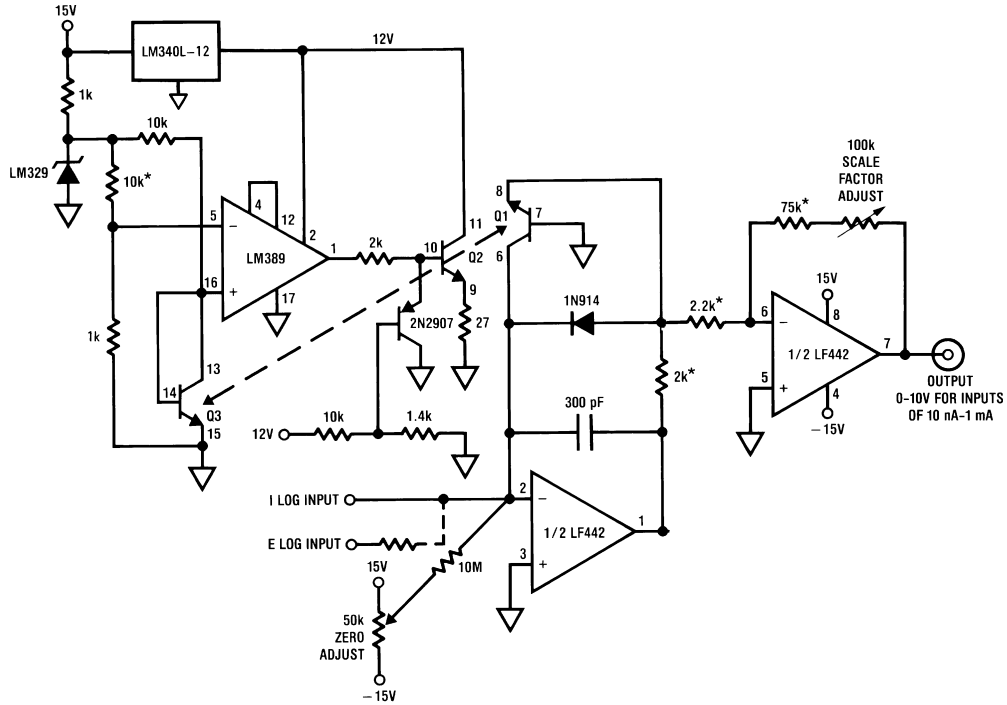 15V
LM340L-12
12V
1k
10k
LM329
10k*
5
−
4
12
2
LM389
1
16
+
17
1k
13
14
Q3
15
2k
10
11
Q2
9
2N2907
27
12V
10k
1.4k
8
Q1
7
6
1N914
2.2k*
2k*
300 pF
100k
SCALE
FACTOR
ADJUST
75k*
15V
8
6
−
1/2 LF442
7
5
+
4
−15V
OUTPUT
0-10V FOR INPUTS
OF 10 nA-1 mA
I LOG INPUT
E LOG INPUT
2
−
1/2 LF442
1
3
+
10M
15V
50k
ZERO
ADJUST
−15V